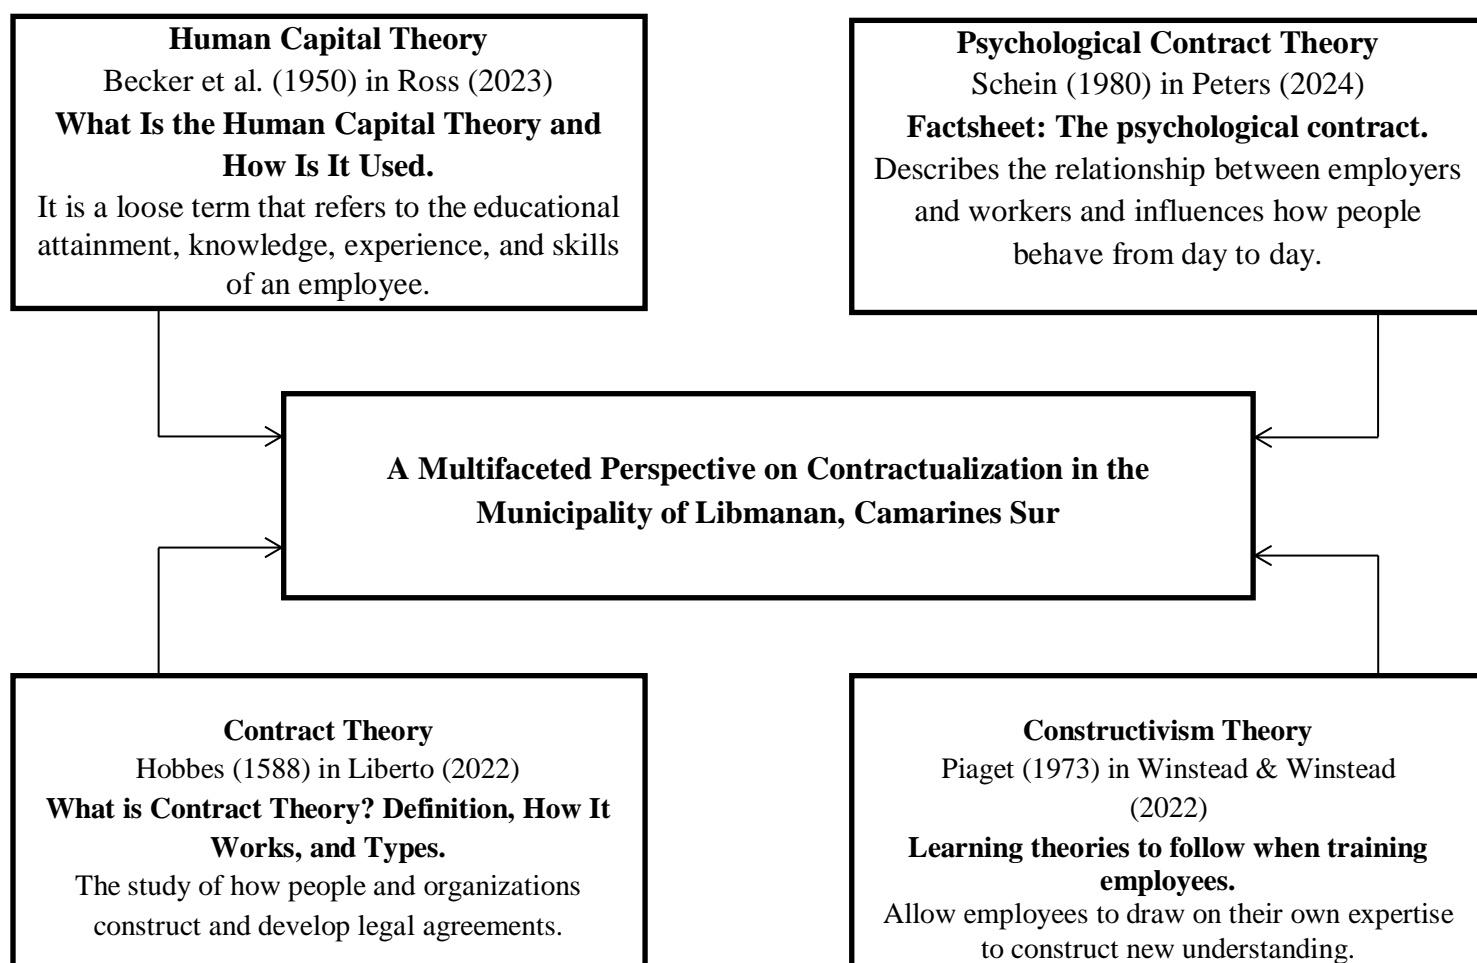 Human Capital Theory
Becker et al. (1950) in Ross (2023)
What Is the Human Capital Theory and
How Is It Used.
It is a loose term that refers to the educational
attainment, knowledge, experience, and skills
of an employee.
Psychological Contract Theory
Schein (1980) in Peters (2024)
Factsheet: The psychological contract.
Describes the relationship between employers
and workers and influences how people
behave from day to day.
A Multifaceted Perspective on Contractualization in the
Municipality of Libmanan, Camarines Sur
Contract Theory
Hobbes (1588) in Liberto (2022)
What is Contract Theory? Definition, How It
Works, and Types.
The study of how people and organizations
construct and develop legal agreements.
Constructivism Theory
Piaget (1973) in Winstead & Winstead
(2022)
Learning theories to follow when training
employees.
Allow employees to draw on their own expertise
to construct new understanding.